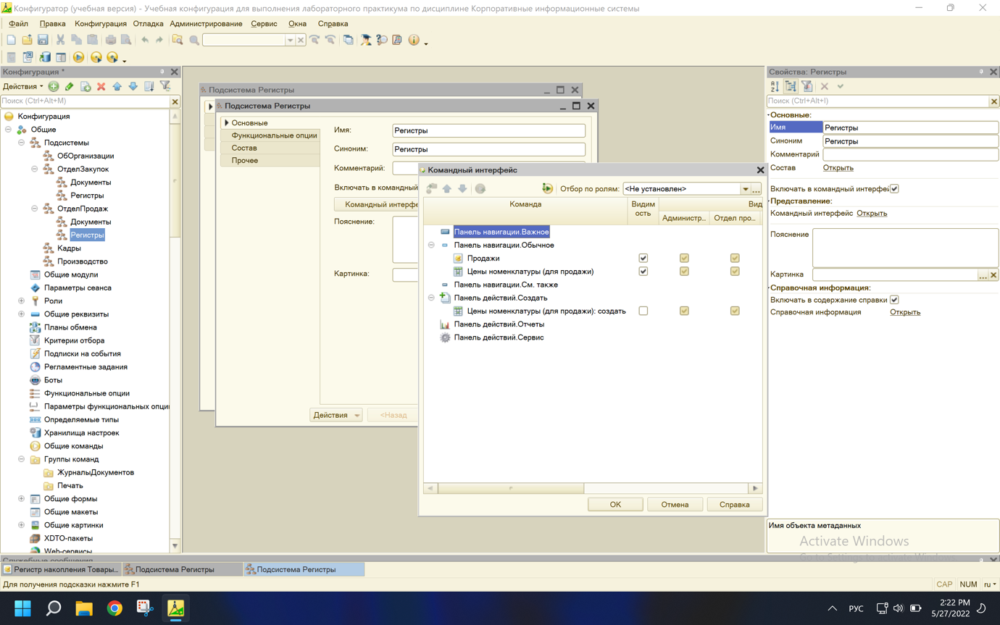 Конфигуратор (учебная версия) - Учебная конфигурация для выполнения лабораторного практикума по дисциплине Корпоративные информационные системы
Файл Правка Конфигурация Отладка Администрирование Сервис Окна Справка
Конфигурация *
Действия
Поиск (Ctrl+Alt+M)
Конфигурация
Общие
Подсистемы
ОбОрганизации
ОтделЗакупок
Документы
Регистры
ОтделПродаж
Документы
Регистры
Кадры
Производство
Общие модули
Параметры сеанса
Роли
Общие реквизиты
Планы обмена
Критерии отбора
Подписки на события
Регламентные задания
Боты
Функциональные опции
Параметры функциональных опци
Определяемые типы
Хранилища настроек
Общие команды
Группы команд
ЖурналыДокументов
Печать
Общие формы
Общие макеты
Общие картинки
XDTO-пакеты
Web-сервисы
Подсистема Регистры
Подсистема Регистры
Основные
Функциональные опции
Состав
Прочее
Имя: Регистры
Синоним: Регистры
Комментарий:
Включать в командный
Командный интерфе
Пояснение:
Картинка:
Действия <Назад
Командный интерфейс
Отбор по ролям: <Не установлен>
Команда Видим ость Вид
Администр... Отдел про...
Панель навигации.Важное
Панель навигации.Обычное
Продажи
Цены номенклатуры (для продажи)
Панель навигации.См. также
Панель действий.Создать
Цены номенклатуры (для продажи): создать
Панель действий.Отчеты
Панель действий.Сервис
OK Отмена Справка
Свойства: Регистры
Поиск (Ctrl+Alt+I)
Основные:
Имя Регистры
Синоним Регистры
Комментарий
Состав Открыть
Включать в командный интерфей
Представление:
Командный интерфейс Открыть
Пояснение
Картинка
Справочная информация:
Включать в содержание справки
Справочная информация Открыть
Имя объекта метаданных
Activate Windows
Go to Settings to activate Windows.
Служебные сообщения
Регистр накопления Товары... Подсистема Регистры Подсистема Регистры
Для получения подсказки нажмите F1
CAP NUM ru
РУС
2:22 PM
5/27/2022